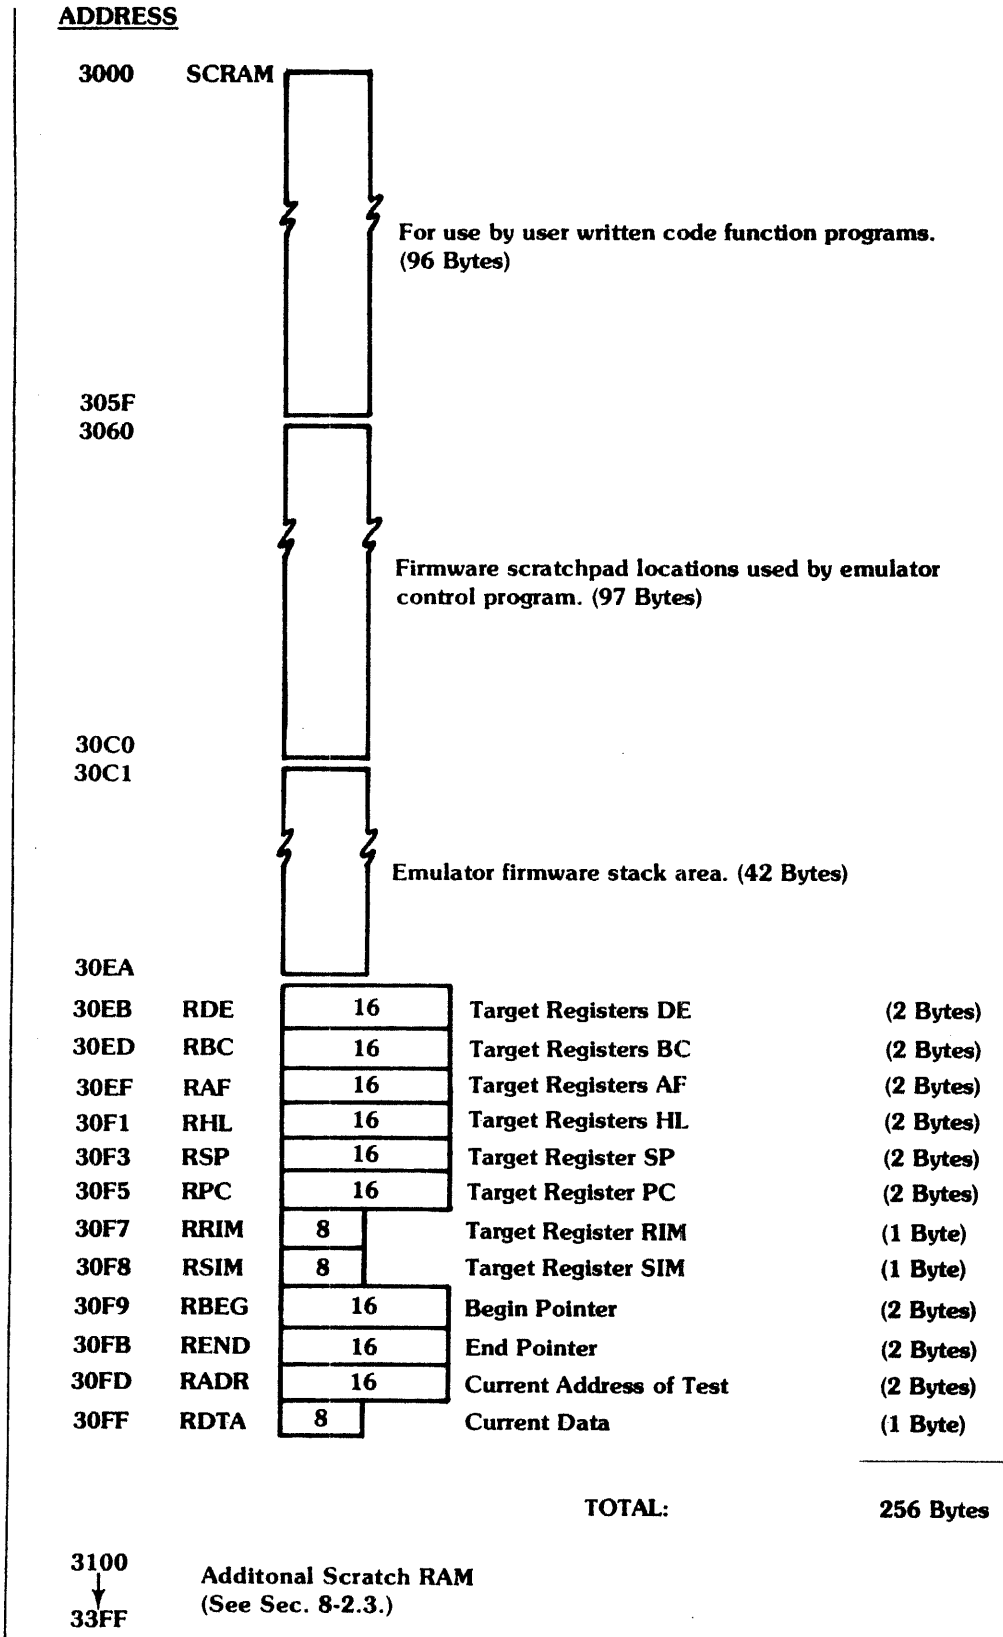 ADDRESS
3000 SCRAM
For use by user written code function programs.
(96 Bytes)
305F
3060
Firmware scratchpad locations used by emulator
control program. (97 Bytes)
30C0
30C1
Emulator firmware stack area. (42 Bytes)
30EA
30EB RDE 16 Target Registers DE (2 Bytes)
30ED RBC 16 Target Registers BC (2 Bytes)
30EF RAF 16 Target Registers AF (2 Bytes)
30F1 RHL 16 Target Registers HL (2 Bytes)
30F3 RSP 16 Target Register SP (2 Bytes)
30F5 RPC 16 Target Register PC (2 Bytes)
30F7 RRIM 8 Target Register RIM (1 Byte)
30F8 RSIM 8 Target Register SIM (1 Byte)
30F9 RBEG 16 Begin Pointer (2 Bytes)
30FB REND 16 End Pointer (2 Bytes)
30FD RADR 16 Current Address of Test (2 Bytes)
30FF RDTA 8 Current Data (1 Byte)
TOTAL: 256 Bytes
3100
Additonal Scratch RAM
(See Sec. 8-2.3.)
33FF